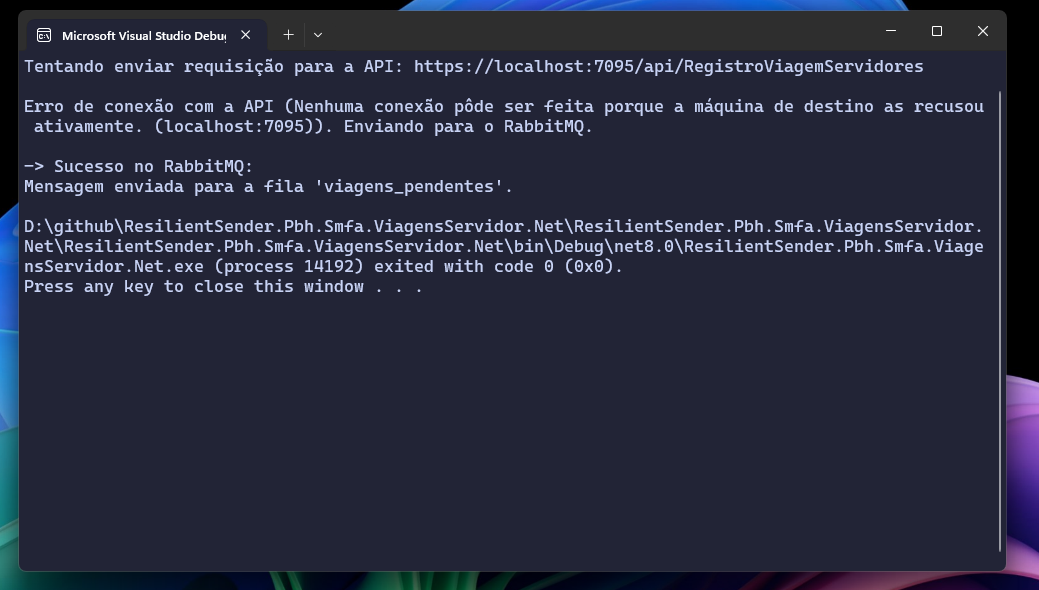 Microsoft Visual Studio Debug
Tentando enviar requisição para a API: https://localhost:7095/api/RegistroViagemServidores
Erro de conexão com a API (Nenhuma conexão pôde ser feita porque a máquina de destino as recusou
ativamente. (localhost:7095)). Enviando para o RabbitMQ.
-> Sucesso no RabbitMQ:
Mensagem enviada para a fila 'viagens_pendentes'.
D:\github\ResilientSender.Pbh.Smfa.ViagensServidor.Net\ResilientSender.Pbh.Smfa.ViagensServidor.
Net\ResilientSender.Pbh.Smfa.ViagensServidor.Net\bin\Debug\net8.0\ResilientSender.Pbh.Smfa.Viage
nsServidor.Net.exe (process 14192) exited with code 0 (0x0).
Press any key to close this window . . .